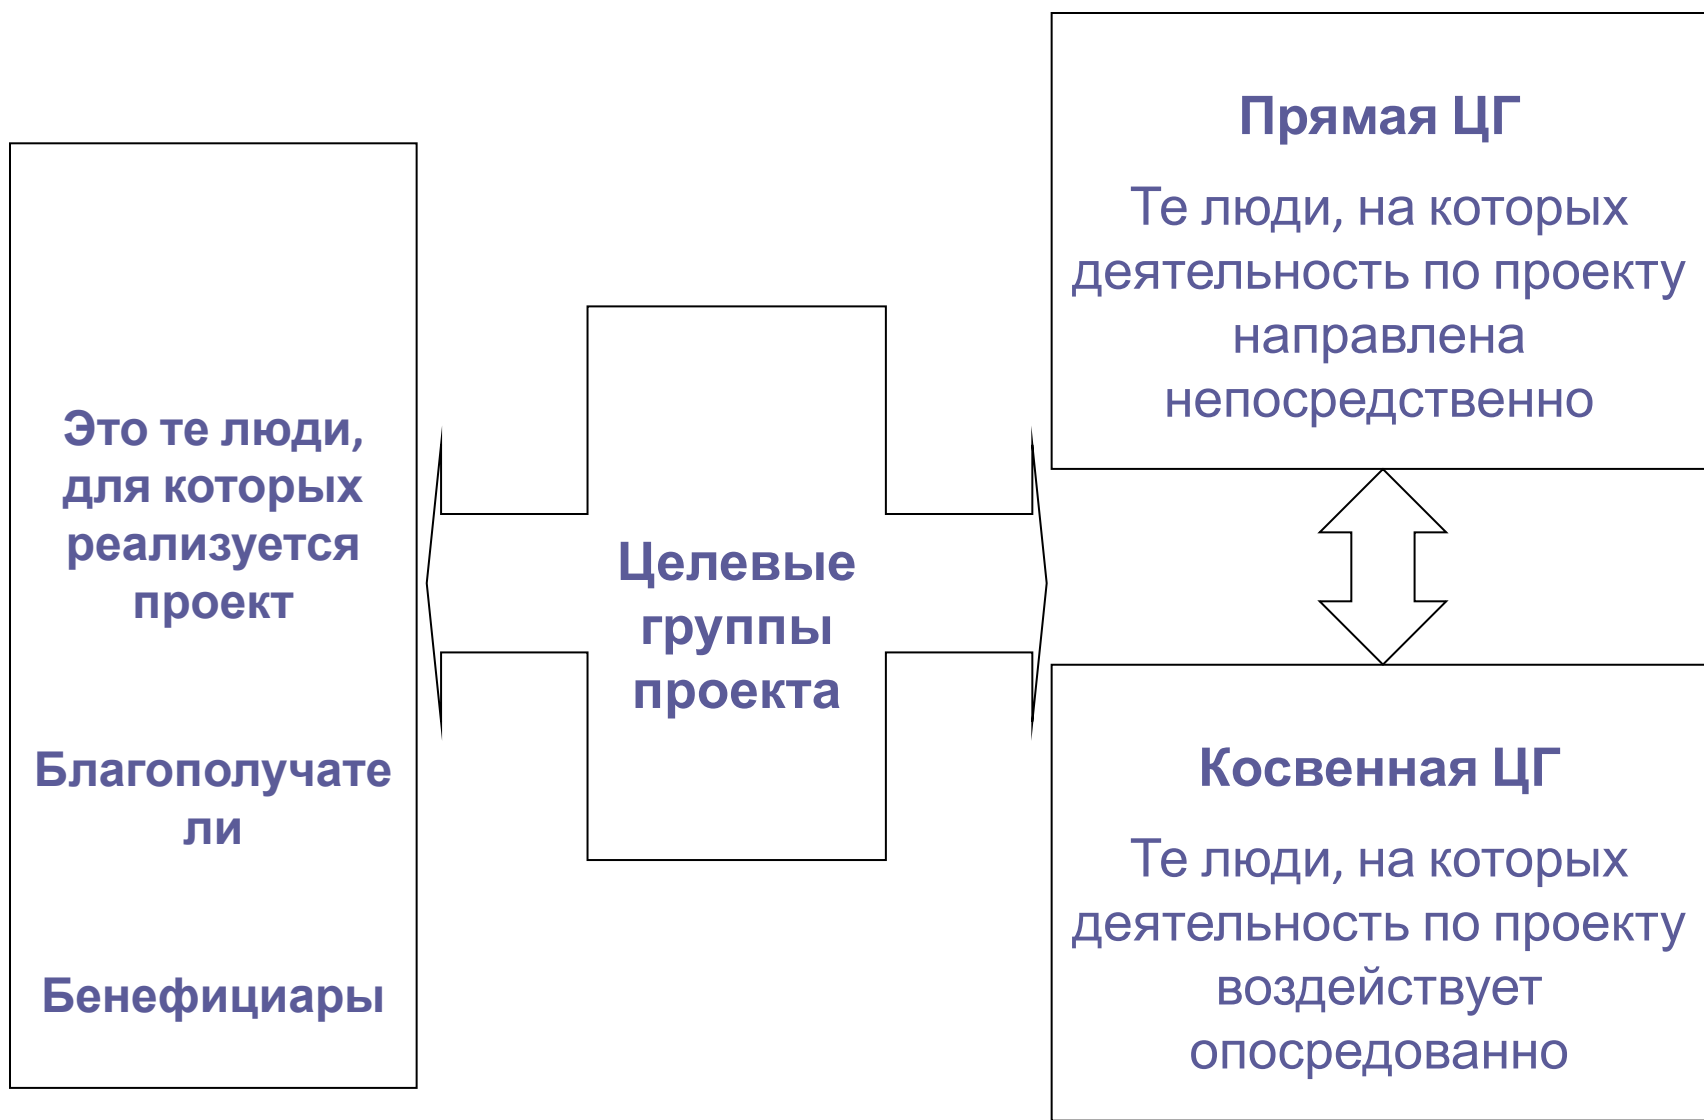 Это те люди,
для которых
реализуется
проект
Благополучате
ли
Бенефициары
Целевые
группы
проекта
Прямая ЦГ
Те люди, на которых
деятельность по проекту
направлена
непосредственно
Косвенная ЦГ
Те люди, на которых
деятельность по проекту
воздействует
опосредованно